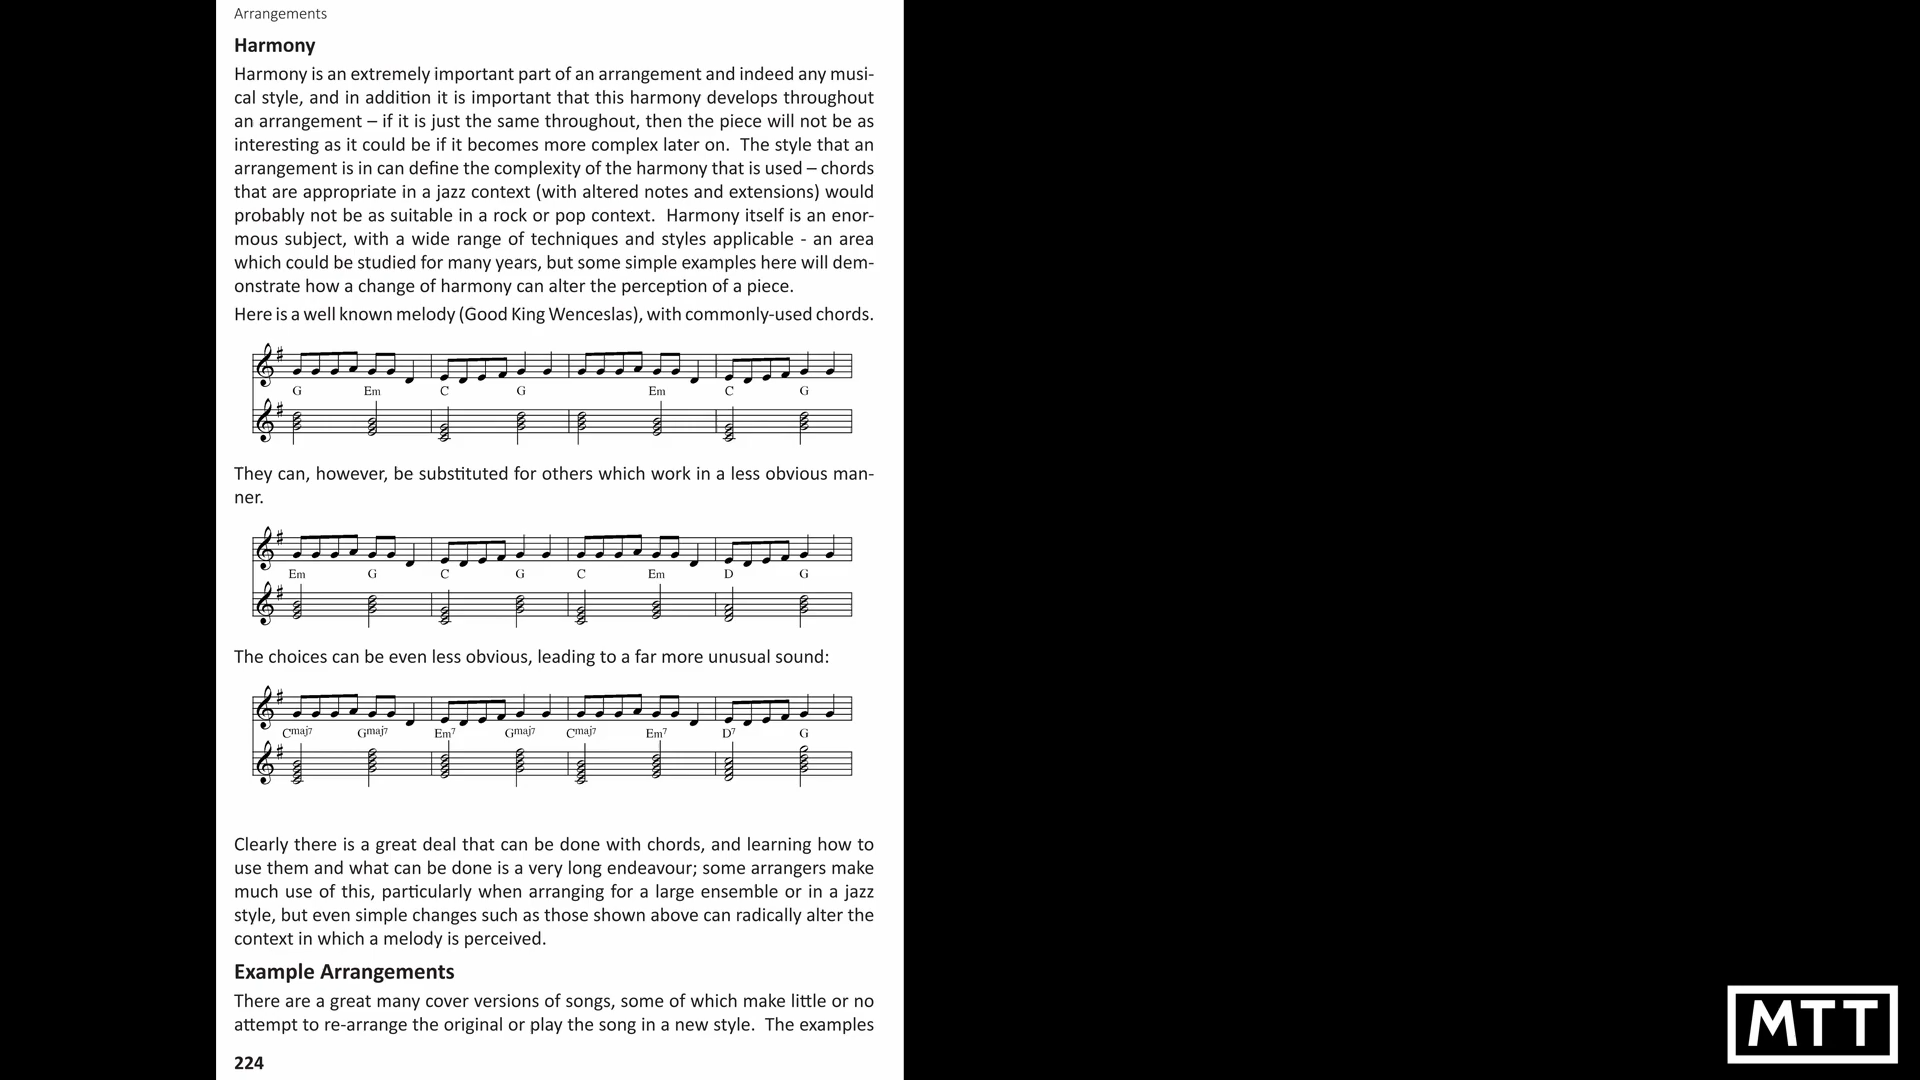 Arrangements
Harmony
Harmony is an extremely important part of an arrangement and indeed any musi-
cal style, and in addition it is important that this harmony develops throughout
an arrangement – if it is just the same throughout, then the piece will not be as
interesting as it could be if it becomes more complex later on.  The style that an
arrangement is in can define the complexity of the harmony that is used – chords
that are appropriate in a jazz context (with altered notes and extensions) would
probably not be as suitable in a rock or pop context.  Harmony itself is an enor-
mous subject, with a wide range of techniques and styles applicable - an area
which could be studied for many years, but some simple examples here will dem-
onstrate how a change of harmony can alter the perception of a piece.
Here is a well known melody (Good King Wenceslas), with commonly-used chords.
G Em C G Em C G
They can, however, be substituted for others which work in a less obvious man-
ner.
Em G C G C Em D G
The choices can be even less obvious, leading to a far more unusual sound:
Cmaj7 Gmaj7 Em7 Gmaj7 Cmaj7 Em7 D7 G
Clearly there is a great deal that can be done with chords, and learning how to
use them and what can be done is a very long endeavour; some arrangers make
much use of this, particularly when arranging for a large ensemble or in a jazz
style, but even simple changes such as those shown above can radically alter the
context in which a melody is perceived.
Example Arrangements
There are a great many cover versions of songs, some of which make little or no
attempt to re-arrange the original or play the song in a new style.  The examples
224
MTT